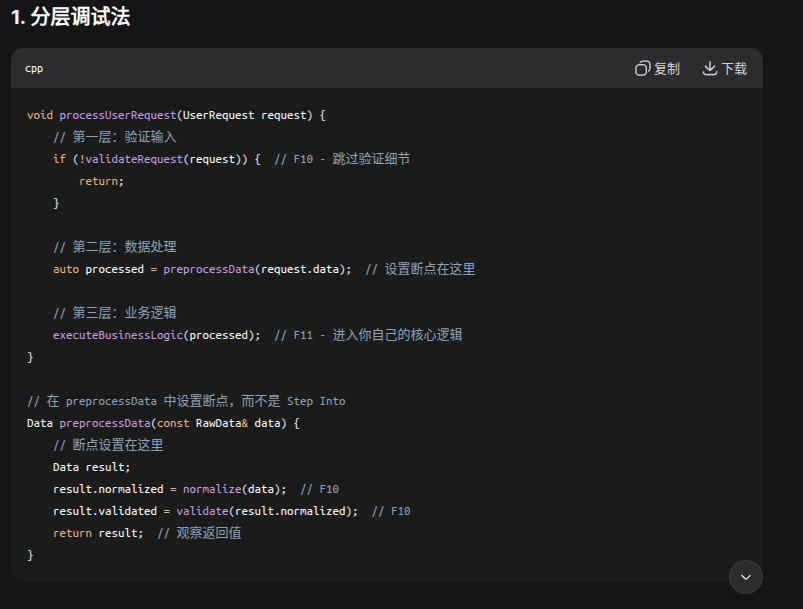 1. 分层调试法
cpp
复制
下载
void processUserRequest(UserRequest request) {
    // 第一层：验证输入
    if (!validateRequest(request)) {  // F10 - 跳过验证细节
        return;
    }
    // 第二层：数据处理
    auto processed = preprocessData(request.data);  // 设置断点在这里
    // 第三层：业务逻辑
    executeBusinessLogic(processed);  // F11 - 进入你自己的核心逻辑
}
// 在 preprocessData 中设置断点，而不是 Step Into
Data preprocessData(const RawData& data) {
    // 断点设置在这里
    Data result;
    result.normalized = normalize(data);  // F10
    result.validated = validate(result.normalized);  // F10
    return result;  // 观察返回值
}